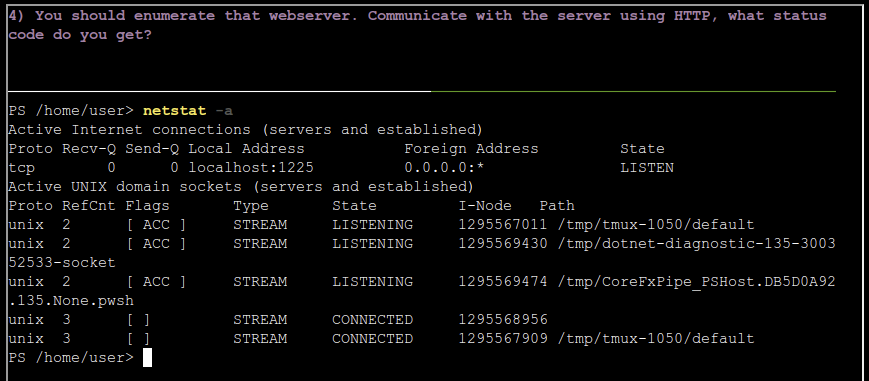 4) You should enumerate that webserver. Communicate with the server using HTTP, what status
code do you get?
PS /home/user> netstat -a
Active Internet connections (servers and established)
Proto Recv-Q Send-Q Local Address           Foreign Address         State
tcp        0      0 localhost:1225          0.0.0.0:*               LISTEN
Active UNIX domain sockets (servers and established)
Proto RefCnt Flags       Type       State         I-Node   Path
unix  2      [ ACC ]     STREAM     LISTENING     1295567011 /tmp/tmux-1050/default
unix  2      [ ACC ]     STREAM     LISTENING     1295569430 /tmp/dotnet-diagnostic-135-3003
52533-socket
unix  2      [ ACC ]     STREAM     LISTENING     1295569474 /tmp/CoreFxPipe_PSHost.DB5D0A92
.135.None.pwsh
unix  3      [ ]         STREAM     CONNECTED     1295568956
unix  3      [ ]         STREAM     CONNECTED     1295567909 /tmp/tmux-1050/default
PS /home/user>